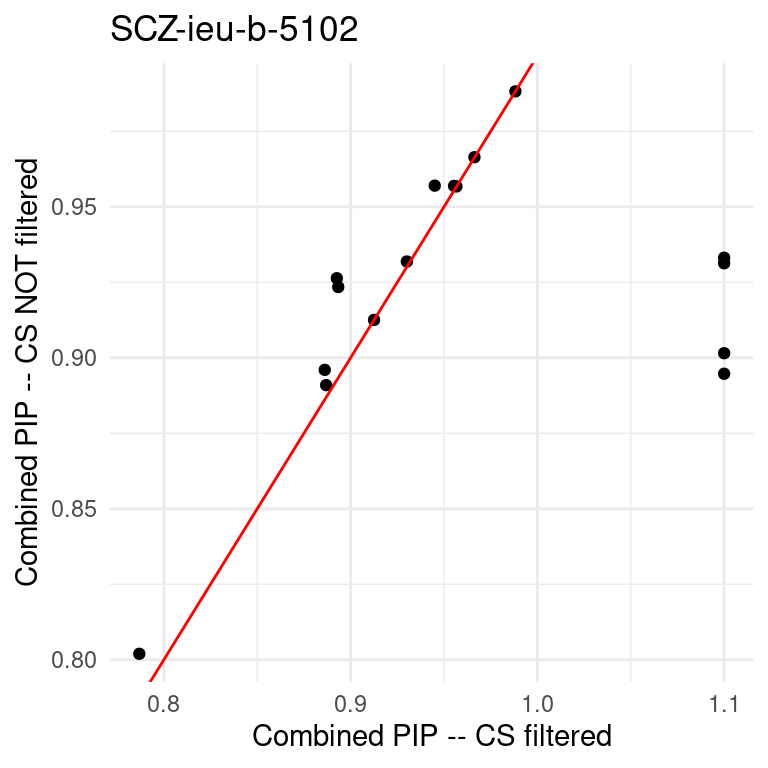 SCZ-ieu-b-5102
Combined PIP -- CS NOT filtered
0.95
0.90
0.85
0.80
0.8 0.9 1.0 1.1
Combined PIP -- CS filtered